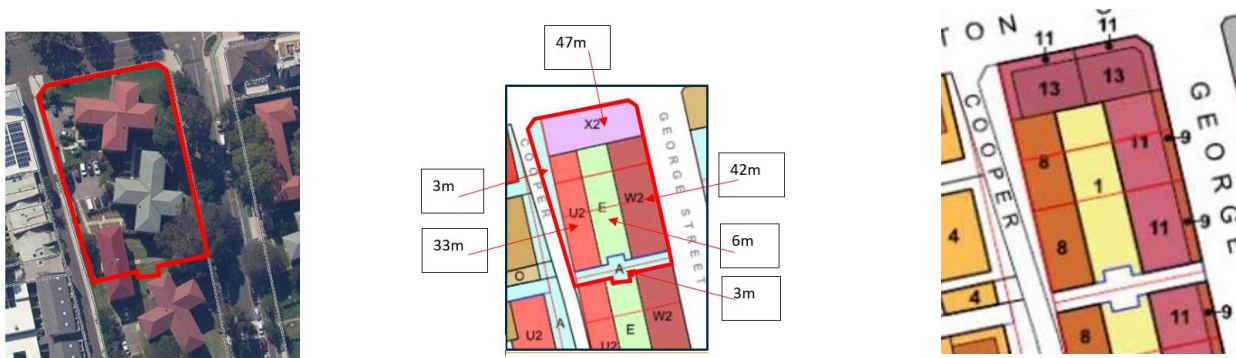 47m
X2
COOPER
GEORGE STREET
3m
42m
U2
E
W2
33m
6m
A
3m
O
U2
A
E
W2
U2
TON
11
11
13
13
COOPER
GEORGE
8
1
11
9
4
8
11
9
4
8
11
9